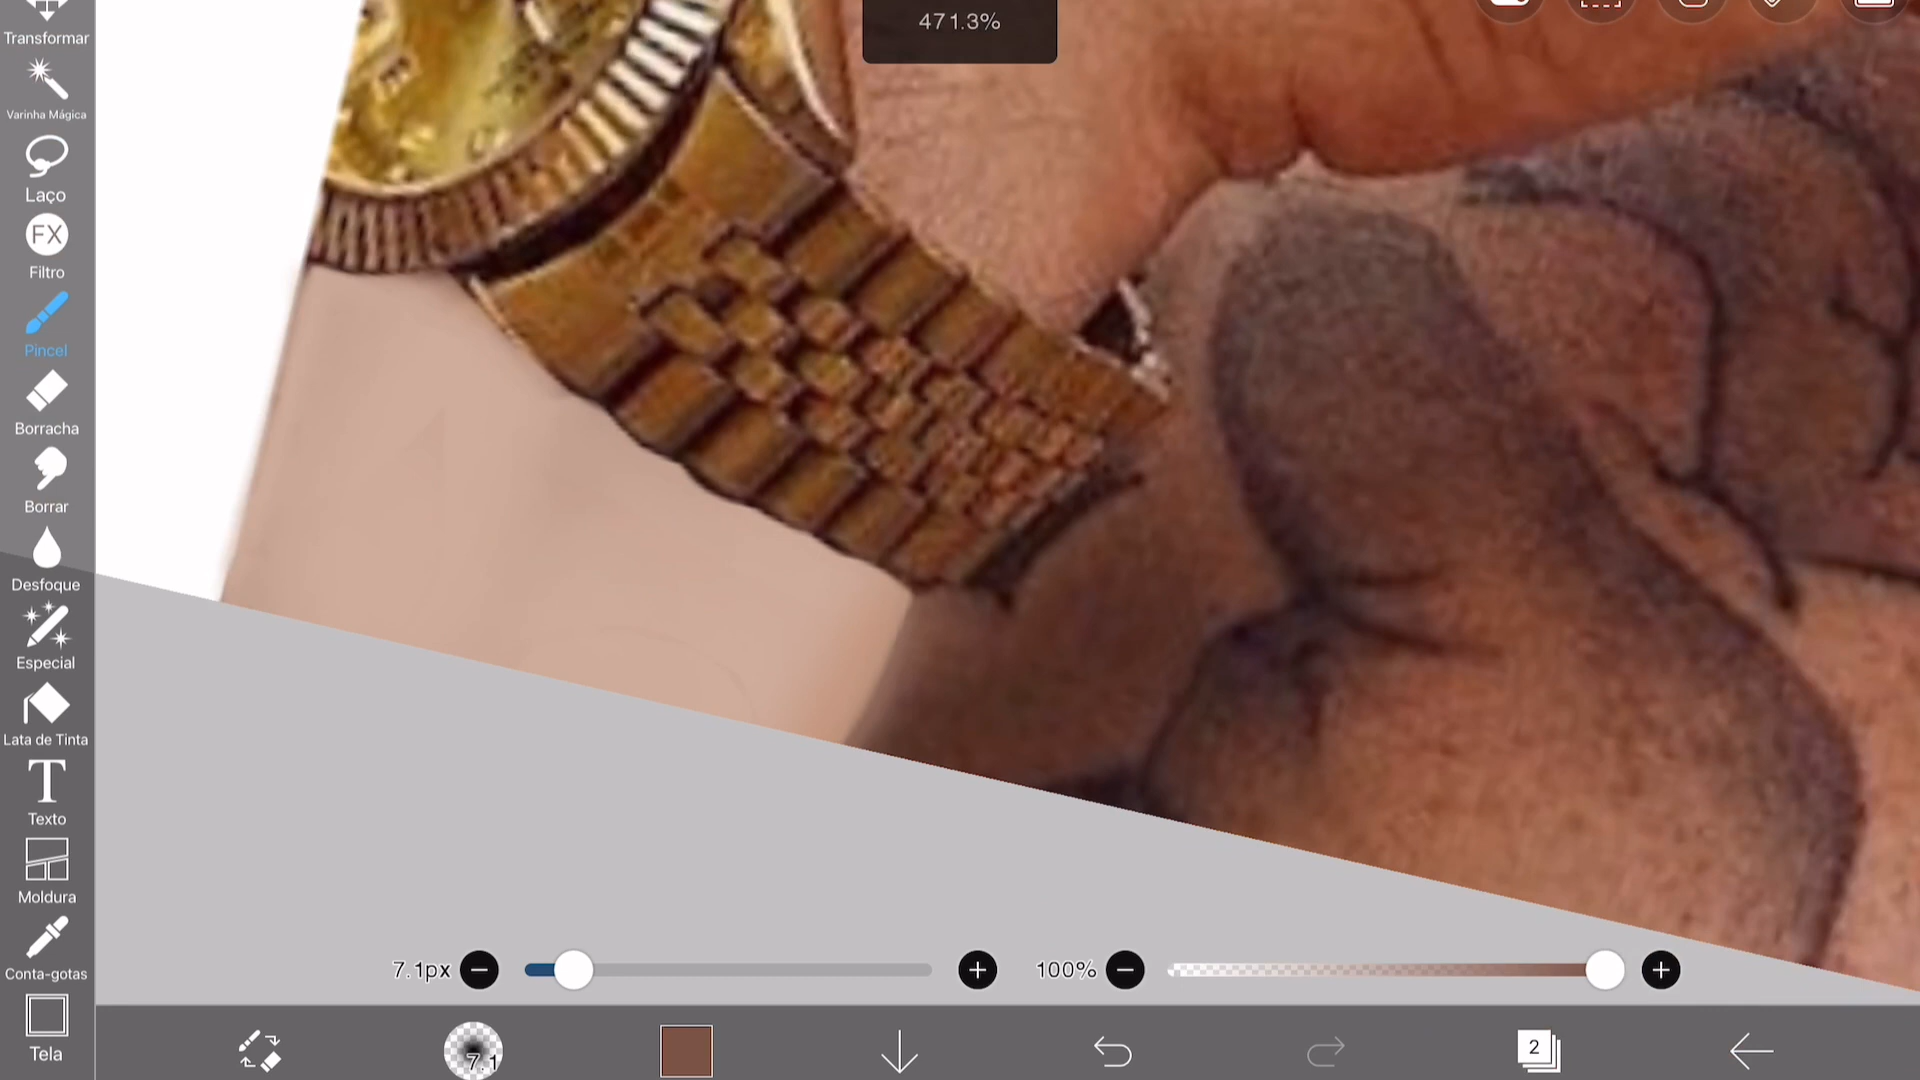 471.3%
Transformar
Varinha Mágica
Laço
FX
Filtro
Pincel
Borracha
Borrar
Desfoque
Especial
Lata de Tinta
T
Texto
Moldura
Conta-gotas
Tela
7.1px
100%
7.1
2